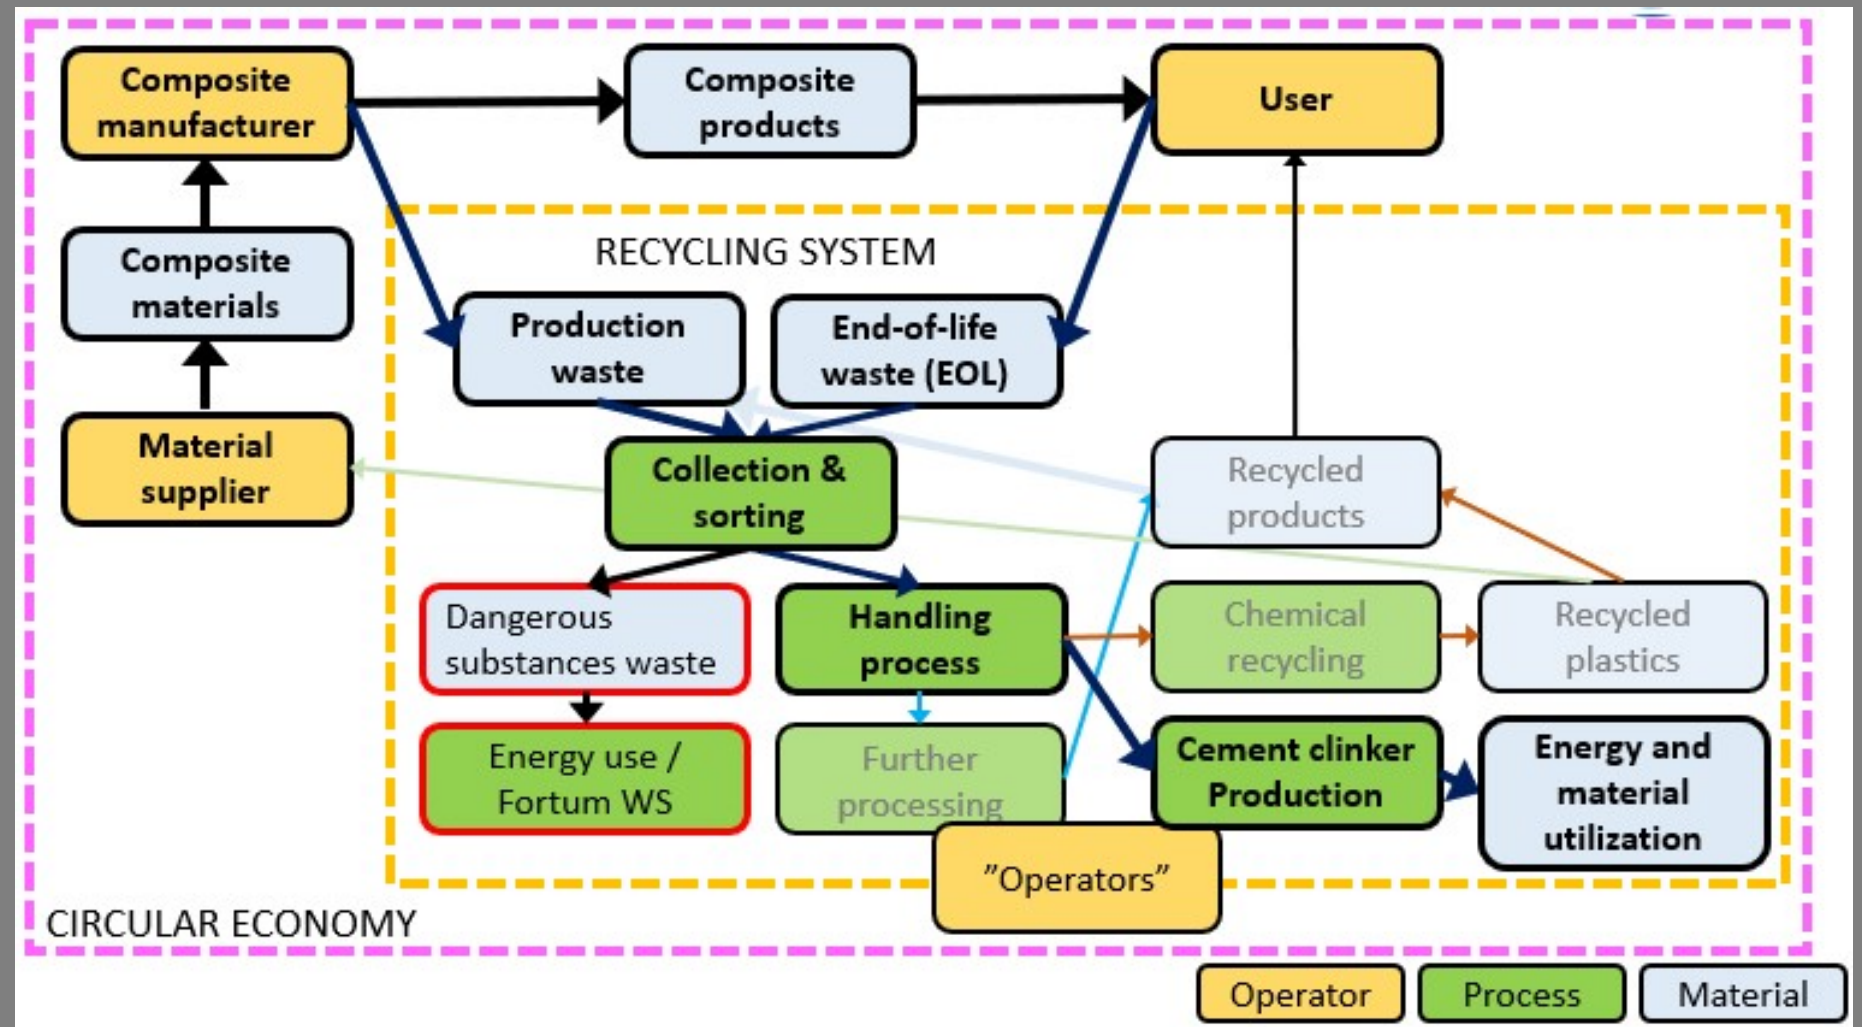 Composite
manufacturer
Composite
products
User
Composite
materials
RECYCLING SYSTEM
Production
waste
End-of-life
waste (EOL)
Material
supplier
Collection &
sorting
Recycled
products
Dangerous
substances waste
Handling
process
Chemical
recycling
Recycled
plastics
Energy use /
Fortum WS
Further
processing
Cement clinker
Production
Energy and
material
utilization
”Operators”
CIRCULAR ECONOMY
Operator
Process
Material